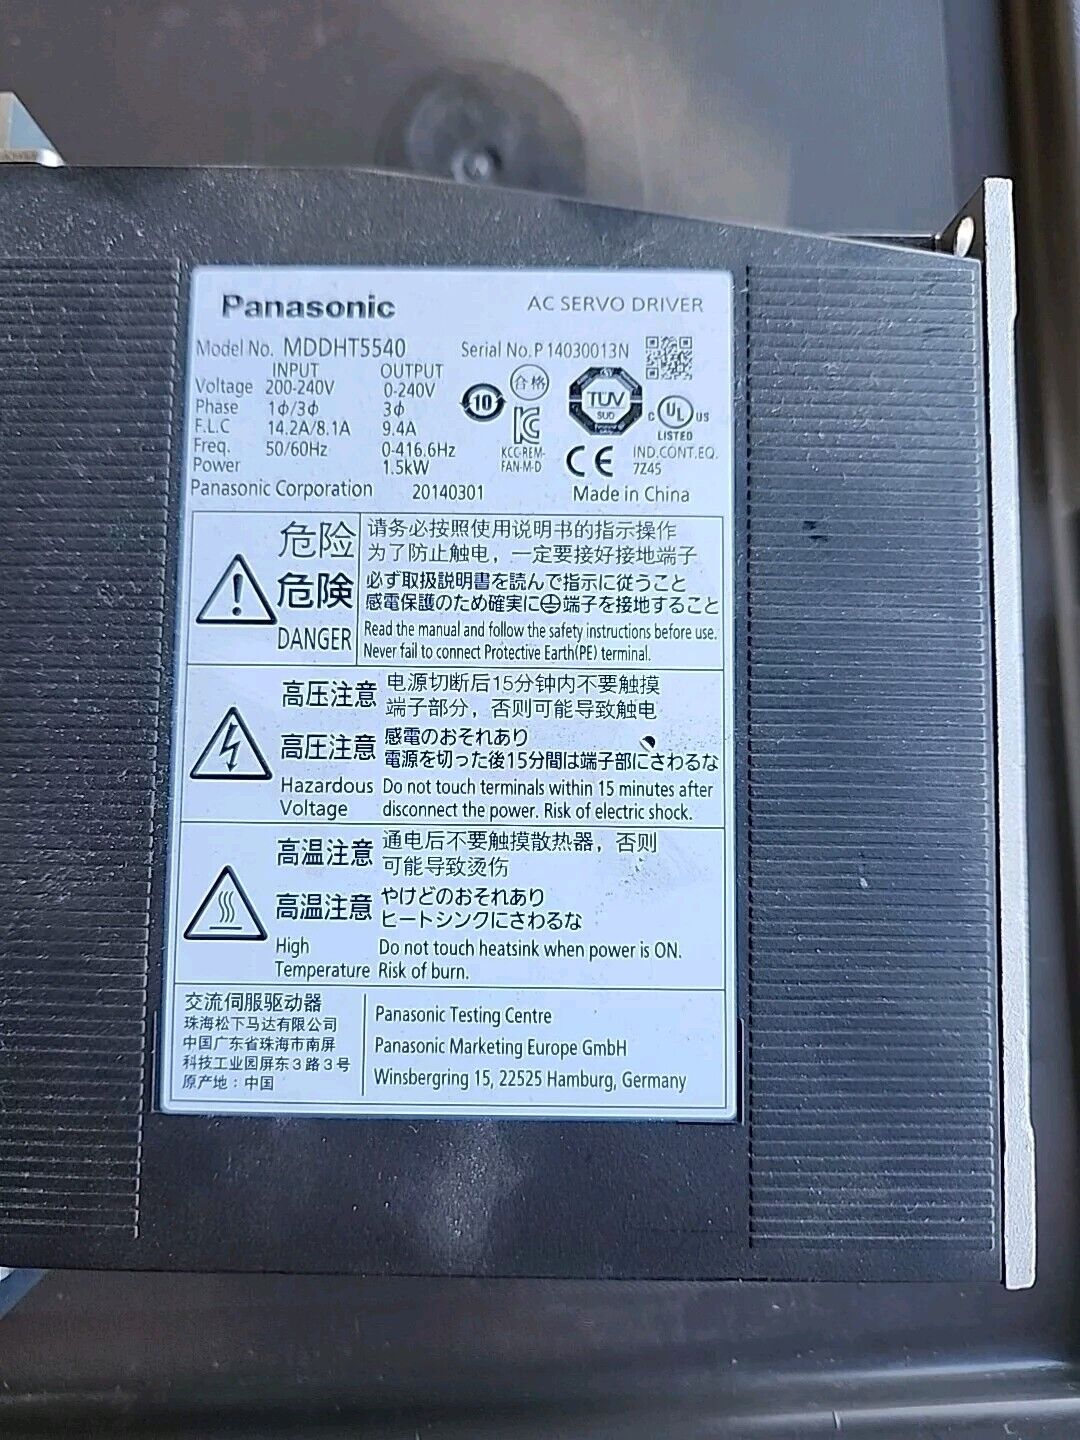 Panasonic AC SERVO DRIVER
Model No. MDDHT5540 Serial No.P14030013N
INPUT OUTPUT
Voltage 200-240V 0-240V
Phase 1ϕ/3ϕ 3ϕ
F.L.C 14.2A/8.1A 9.4A
Freq. 50/60Hz 0-416.6Hz
Power 1.5kW
10
合格
KCC-REM-
FAN-M-D
TÜV
SÜD
CE
c UL US
LISTED
IND.CONT.EQ.
7Z45
Panasonic Corporation 20140301 Made in China
危险
危険
DANGER
请务必按照使用说明书的指示操作
为了防止触电，一定要接好接地端子
必ず取扱説明書を読んで指示に従うこと
感電保護のため確実に⏚端子を接地すること
Read the manual and follow the safety instructions before use.
Never fail to connect Protective Earth(PE) terminal.
高压注意
电源切断后15分钟内不要触摸
端子部分，否则可能导致触电
高圧注意
感電のおそれあり
電源を切った後15分間は端子部にさわるな
Hazardous
Voltage
Do not touch terminals within 15 minutes after
disconnect the power. Risk of electric shock.
高温注意
通电后不要触摸散热器，否则
可能导致烫伤
高温注意
やけどのおそれあり
ヒートシンクにさわるな
High
Temperature
Do not touch heatsink when power is ON.
Risk of burn.
交流伺服驱动器
珠海松下马达有限公司
中国广东省珠海市南屏
科技工业园屏东3路3号
原产地：中国
Panasonic Testing Centre
Panasonic Marketing Europe GmbH
Winsbergring 15, 22525 Hamburg, Germany